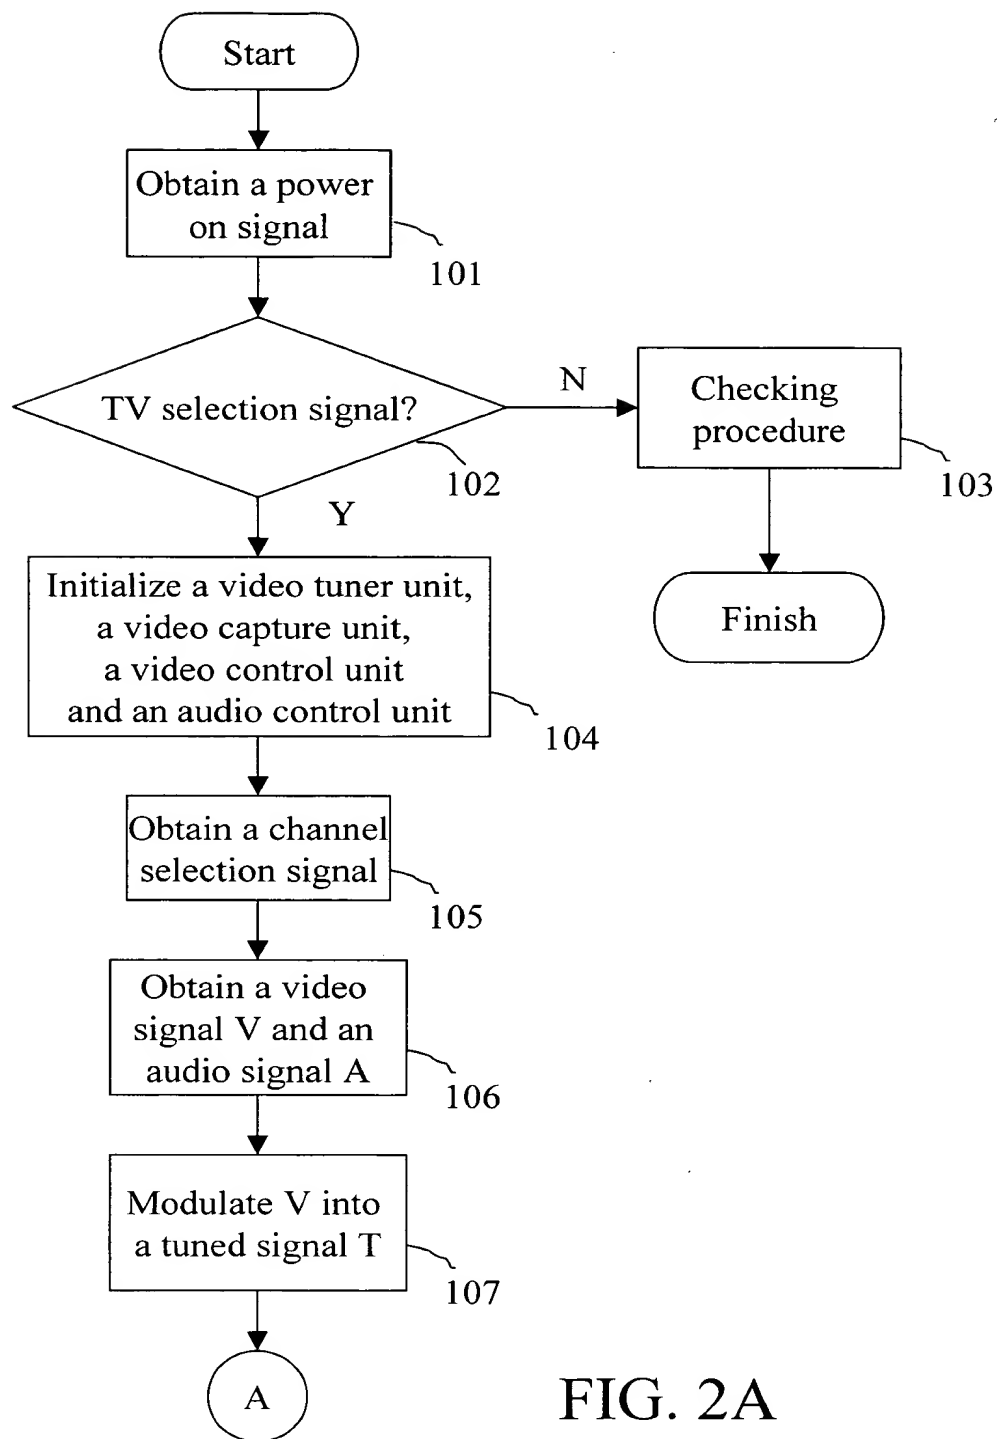 Start
Obtain a power
on signal
101
TV selection signal?
102
N
Checking
procedure
103
Finish
Y
Initialize a video tuner unit,
a video capture unit,
a video control unit
and an audio control unit
104
Obtain a channel
selection signal
105
Obtain a video
signal V and an
audio signal A
106
Modulate V into
a tuned signal T
107
A
FIG. 2A